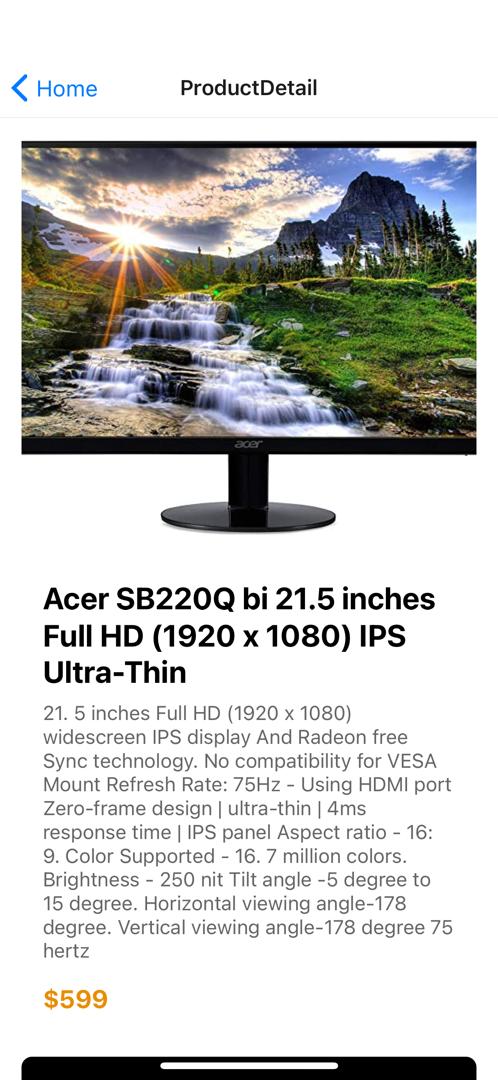 Home
ProductDetail
acer
Acer SB220Q bi 21.5 inches
Full HD (1920 x 1080) IPS
Ultra-Thin
21. 5 inches Full HD (1920 x 1080)
widescreen IPS display And Radeon free
Sync technology. No compatibility for VESA
Mount Refresh Rate: 75Hz - Using HDMI port
Zero-frame design | ultra-thin | 4ms
response time | IPS panel Aspect ratio - 16:
9. Color Supported - 16. 7 million colors.
Brightness - 250 nit Tilt angle -5 degree to
15 degree. Horizontal viewing angle-178
degree. Vertical viewing angle-178 degree 75
hertz
$599